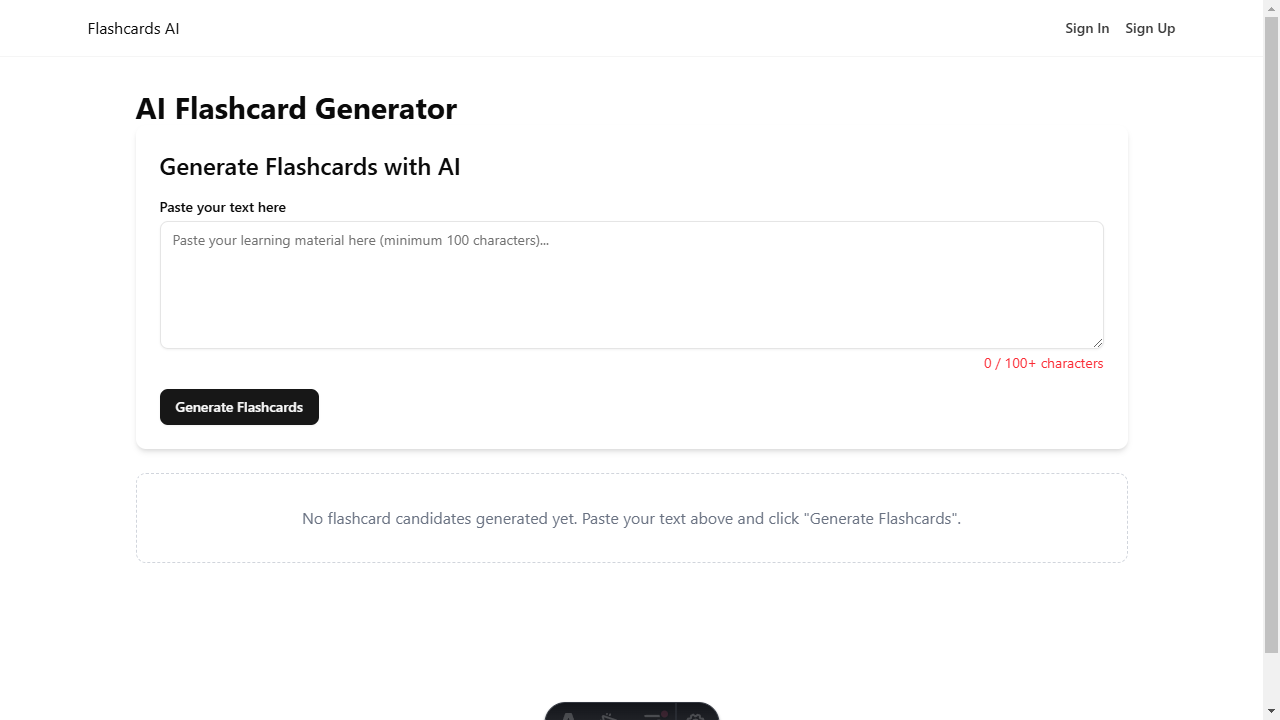 Flashcards AI
Sign In
Sign Up
AI Flashcard Generator
Generate Flashcards with AI
Paste your text here
Paste your learning material here (minimum 100 characters)...
0 / 100+ characters
Generate Flashcards
No flashcard candidates generated yet. Paste your text above and click "Generate Flashcards".